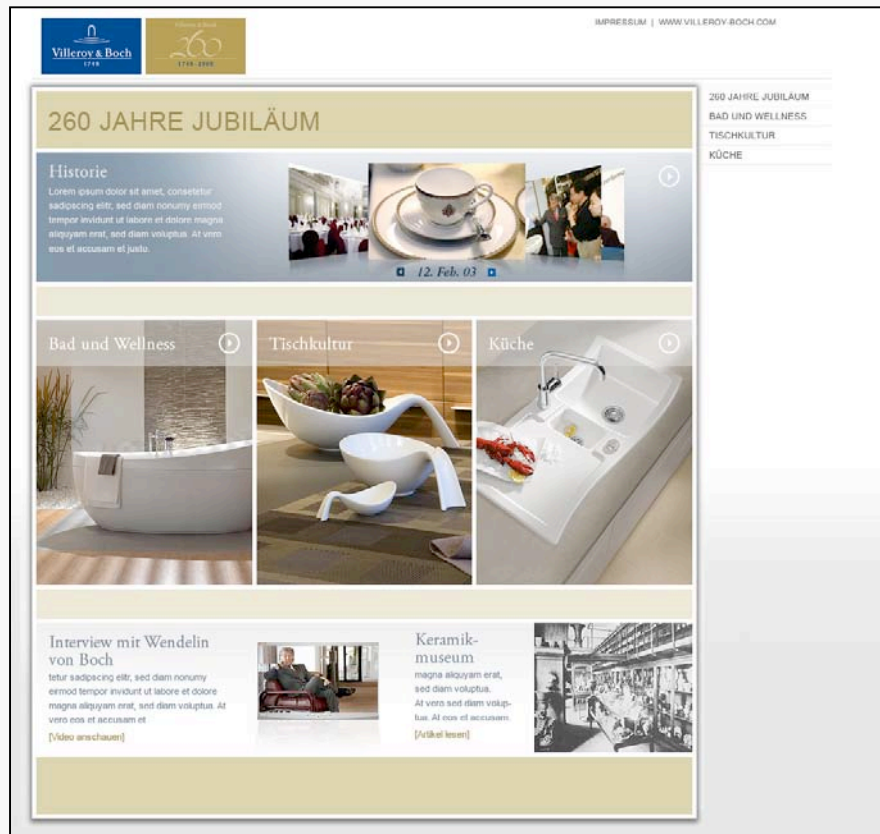 IMPRESSUM | WWW.VILLEROY-BOCH.COM
Villeroy & Boch
1748
Villeroy & Boch
260
1748-2008
260 JAHRE JUBILÄUM
BAD UND WELLNESS
TISCHKULTUR
KÜCHE
260 JAHRE JUBILÄUM
Historie
Lorem ipsum dolor sit amet, consetetur
sadipscing elitr, sed diam nonumy eirmod
tempor invidunt ut labore et dolore magna
aliquyam erat, sed diam voluptua. At vero
eos et accusam et justo.
12. Feb. 03
Bad und Wellness
Tischkultur
Küche
Interview mit Wendelin
von Boch
tetur sadipscing elitr, sed diam nonumy
eirmod tempor invidunt ut labore et dolore
magna aliquyam erat, sed diam voluptua. At
vero eos et accusam et
[Video anschauen]
Keramik-
museum
magna aliquyam erat,
sed diam voluptua.
At vero sed diam volup-
tua. At eos et accusam.
[Artikel lesen]